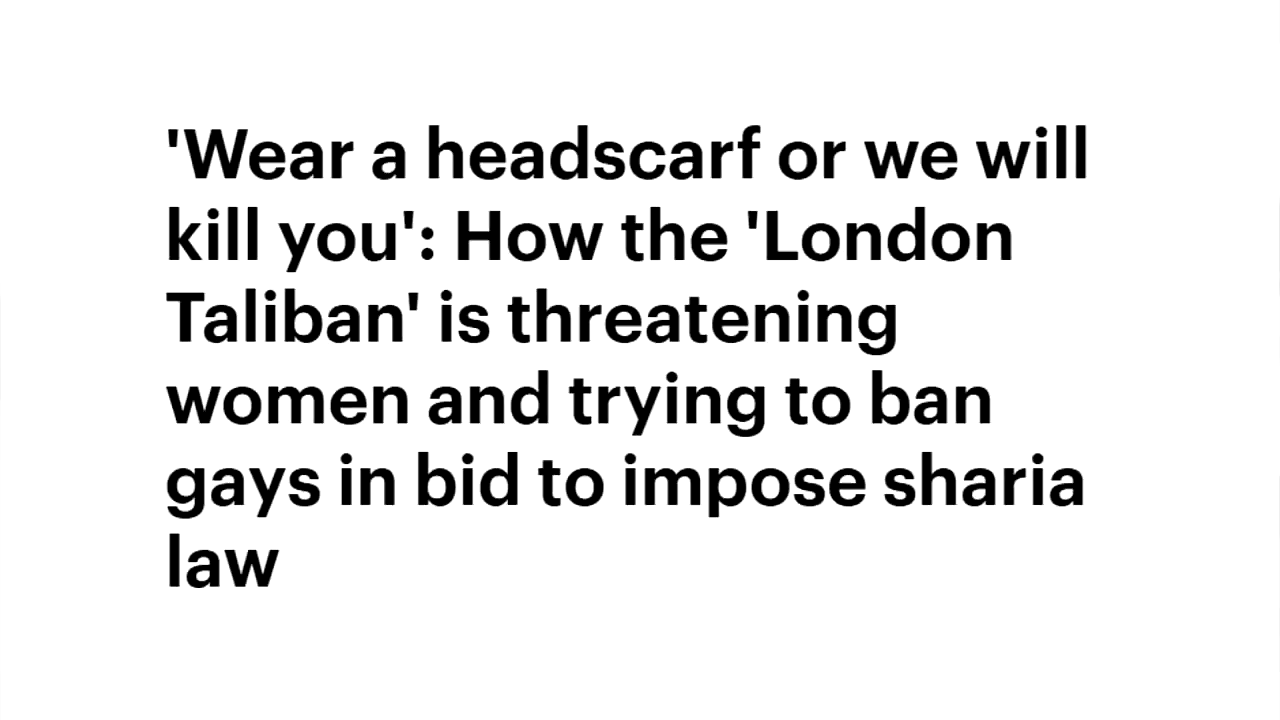 'Wear a headscarf or we will
kill you': How the 'London
Taliban' is threatening
women and trying to ban
gays in bid to impose sharia
law